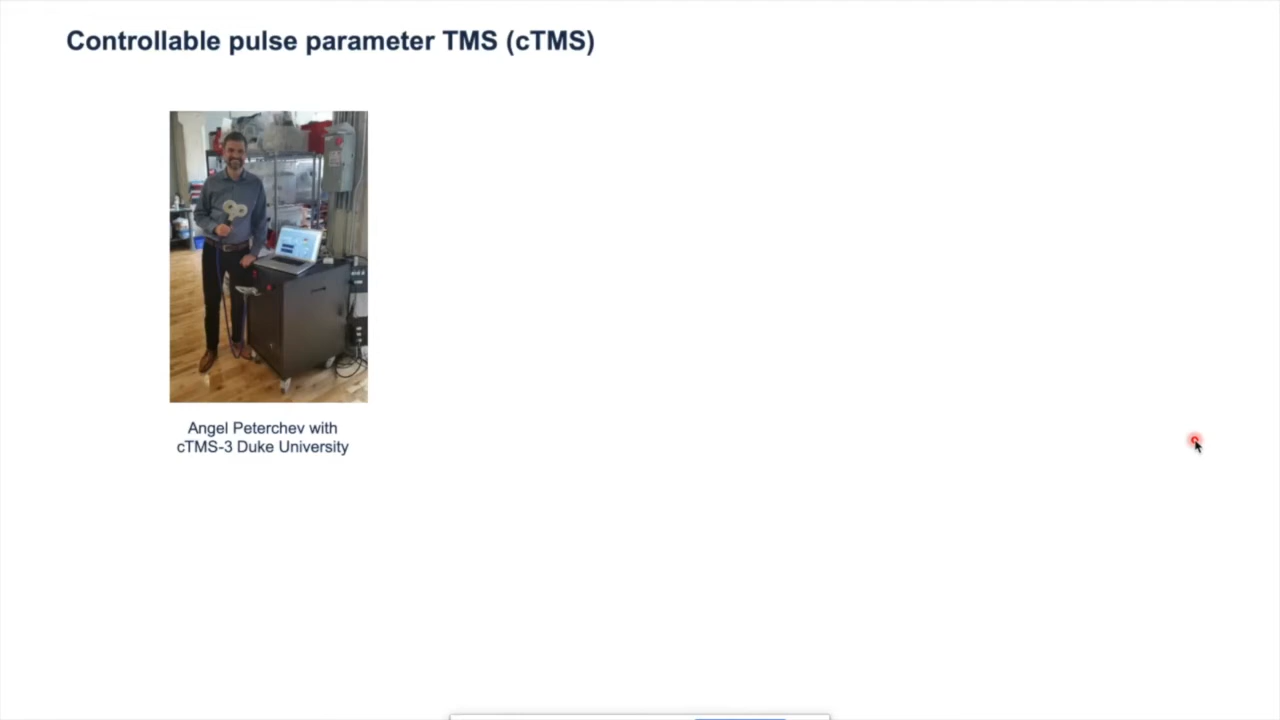 Controllable pulse parameter TMS (cTMS)
Angel Peterchev with
cTMS-3 Duke University